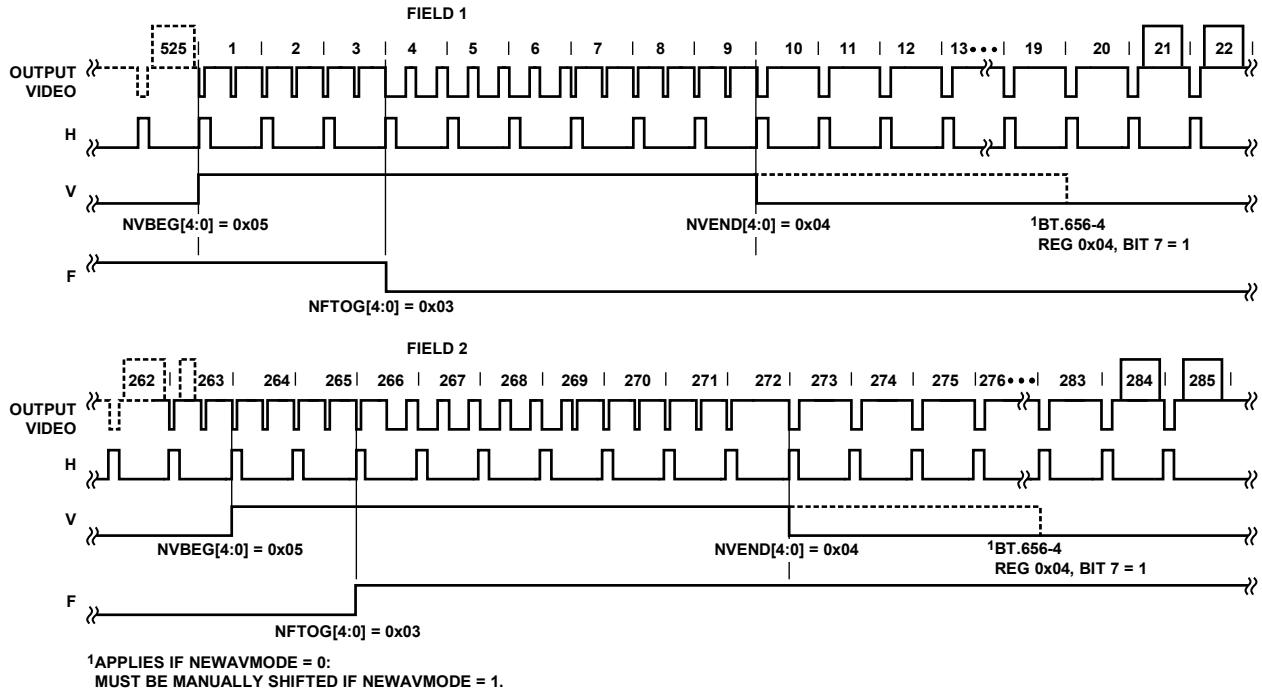 FIELD 1
525 1 2 3 4 5 6 7 8 9 10 11 12 13••• 19 20 21 22
OUTPUT
VIDEO
H
V
NVBEG[4:0] = 0x05 NVEND[4:0] = 0x04 1BT.656-4
REG 0x04, BIT 7 = 1
F
NFTOG[4:0] = 0x03
FIELD 2
262 263 264 265 266 267 268 269 270 271 272 273 274 275 276••• 283 284 285
OUTPUT
VIDEO
H
V
NVBEG[4:0] = 0x05 NVEND[4:0] = 0x04 1BT.656-4
REG 0x04, BIT 7 = 1
F
NFTOG[4:0] = 0x03
1APPLIES IF NEWAVMODE = 0:
MUST BE MANUALLY SHIFTED IF NEWAVMODE = 1.